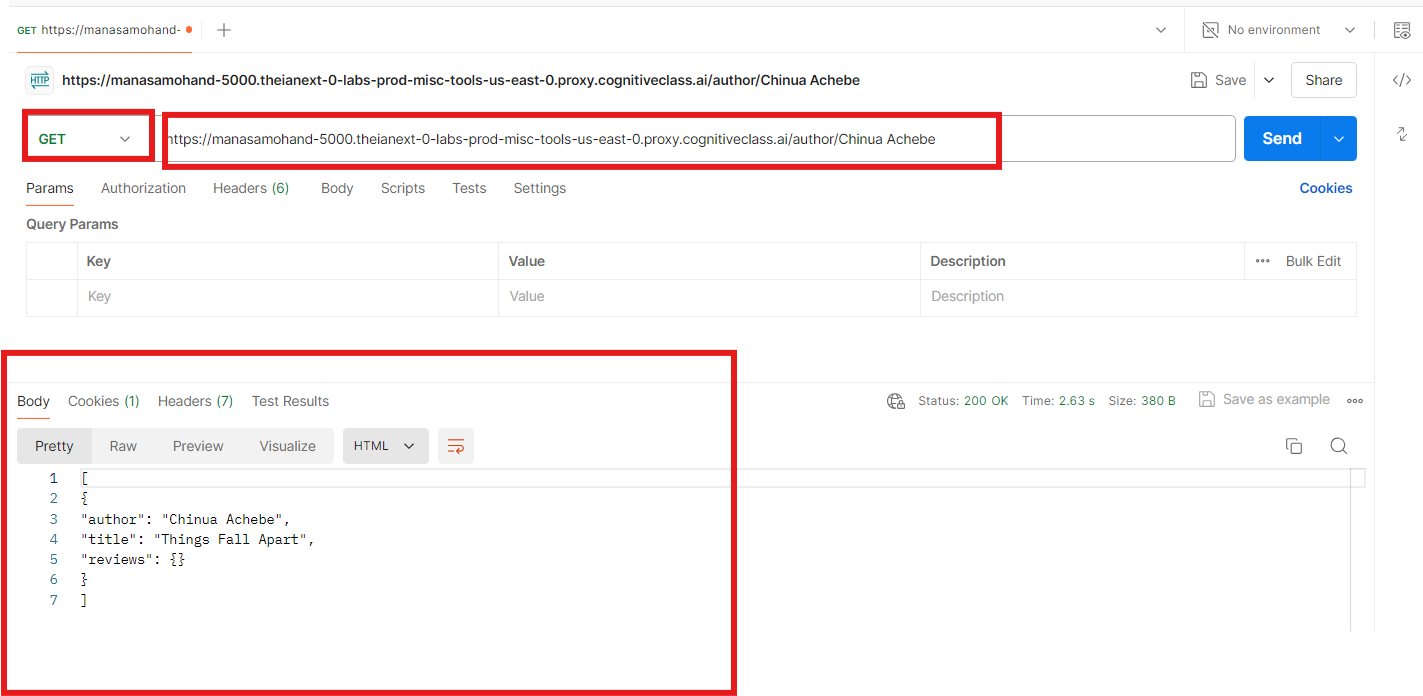 GET https://manasamohand-
No environment
HTTP https://manasamohand-5000.theianext-0-labs-prod-misc-tools-us-east-0.proxy.cognitiveclass.ai/author/Chinua Achebe
Save
Share
GET
https://manasamohand-5000.theianext-0-labs-prod-misc-tools-us-east-0.proxy.cognitiveclass.ai/author/Chinua Achebe
Send
Params Authorization Headers (6) Body Scripts Tests Settings Cookies
Query Params
Key Value Description ••• Bulk Edit
Key Value Description
Body Cookies (1) Headers (7) Test Results Status: 200 OK Time: 2.63 s Size: 380 B Save as example
Pretty Raw Preview Visualize HTML
1 [
2 {
3 "author": "Chinua Achebe",
4 "title": "Things Fall Apart",
5 "reviews": {}
6 }
7 ]